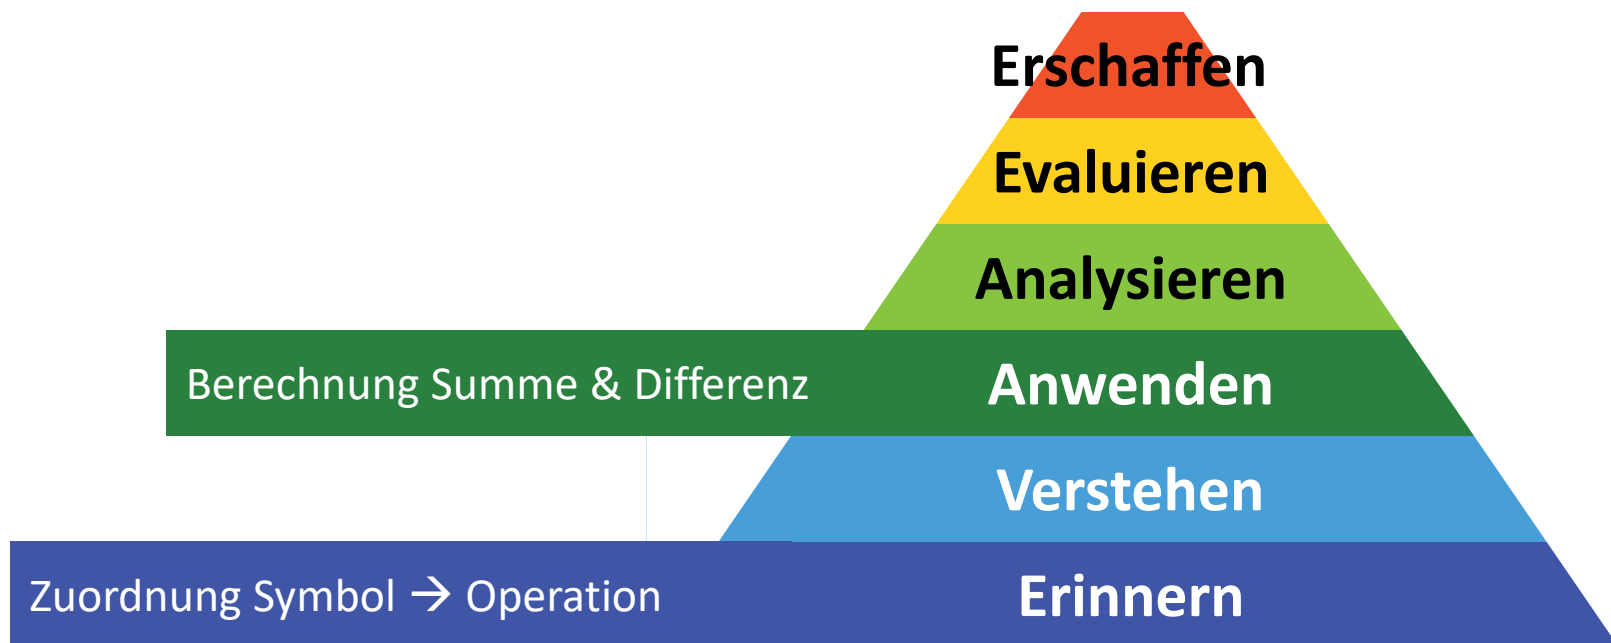 Erschaffen
Evaluieren
Analysieren
Berechnung Summe & Differenz Anwenden
Verstehen
Zuordnung Symbol → Operation Erinnern